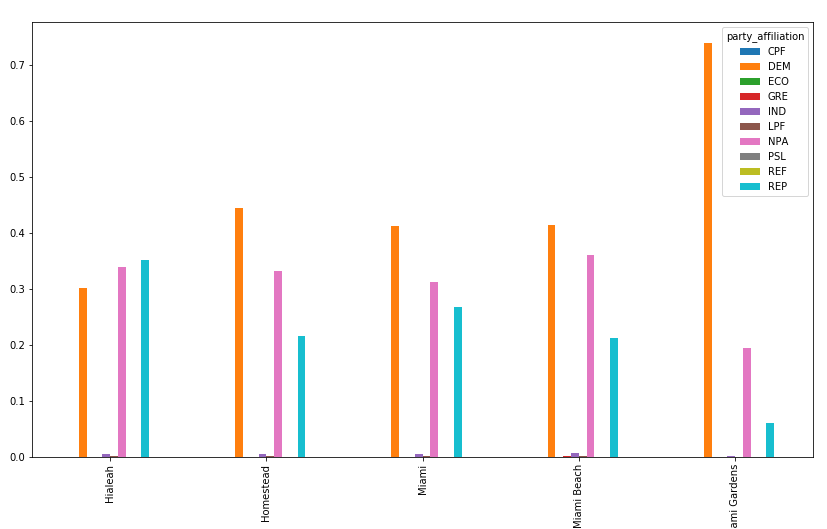 party_affiliation
CPF
DEM
ECO
GRE
IND
LPF
NPA
PSL
REF
REP
0.7
0.6
0.5
0.4
0.3
0.2
0.1
0.0
Hialeah
Homestead
Miami
Miami Beach
ami Gardens